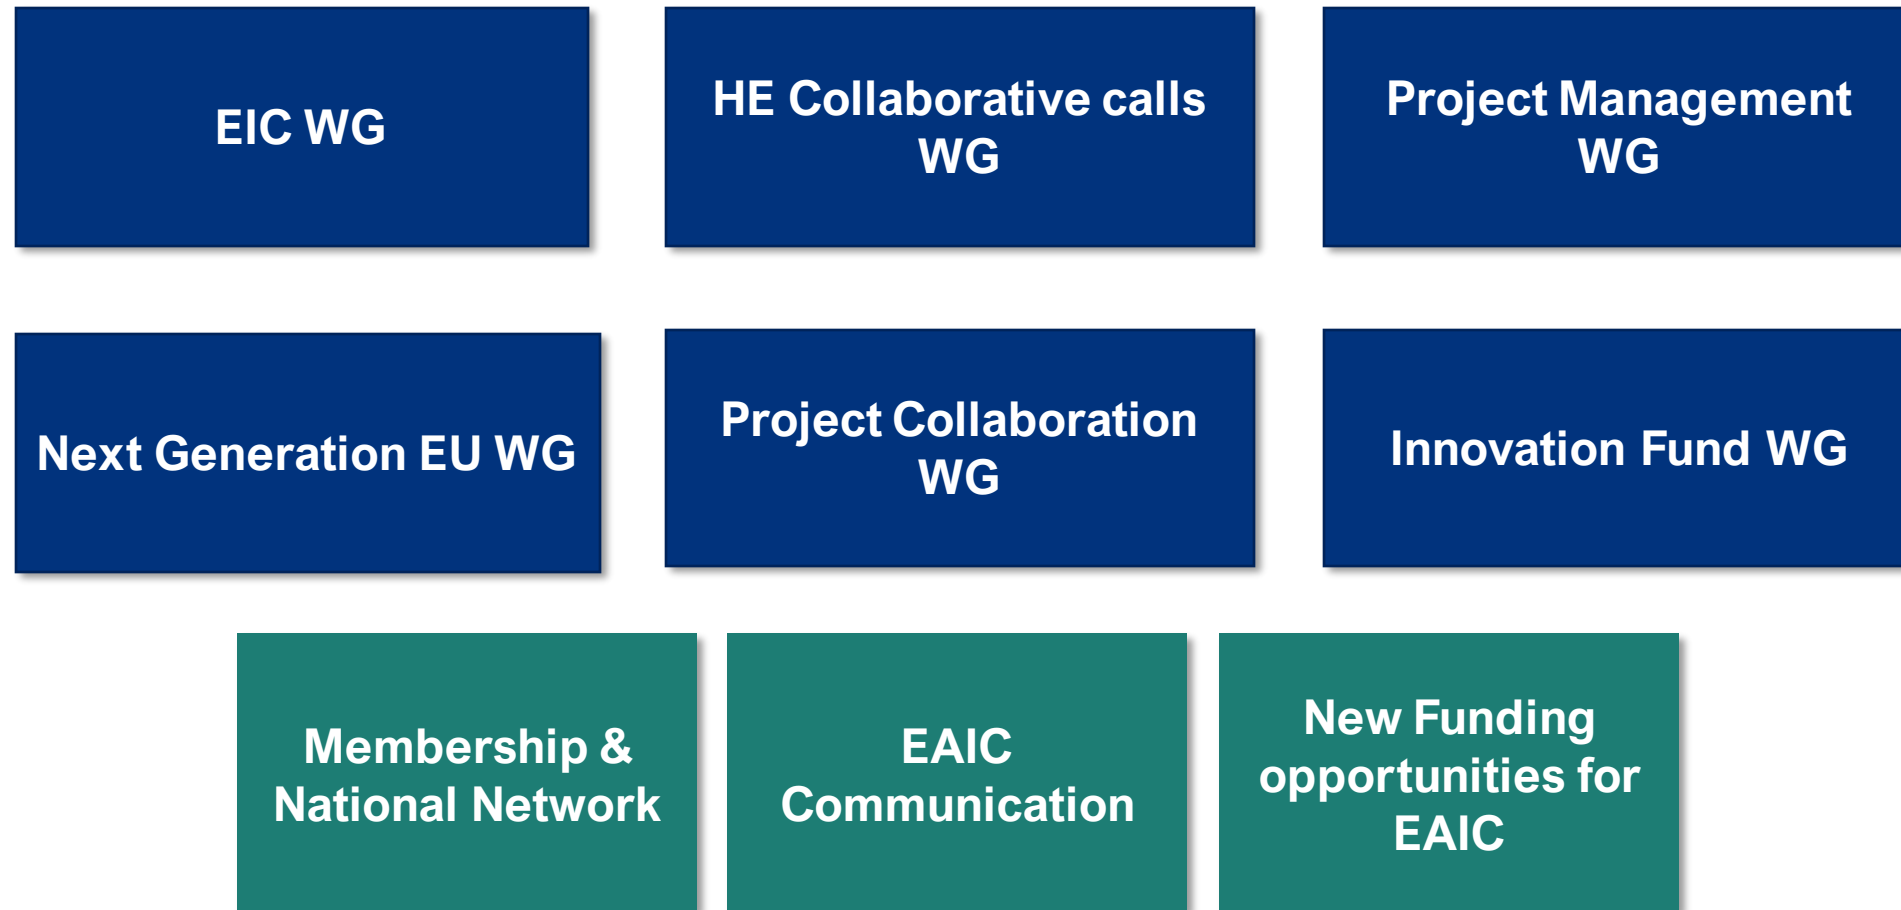 EIC WG
HE Collaborative calls
WG
Project Management
WG
Next Generation EU WG
Project Collaboration
WG
Innovation Fund WG
Membership &
National Network
EAIC
Communication
New Funding
opportunities for
EAIC